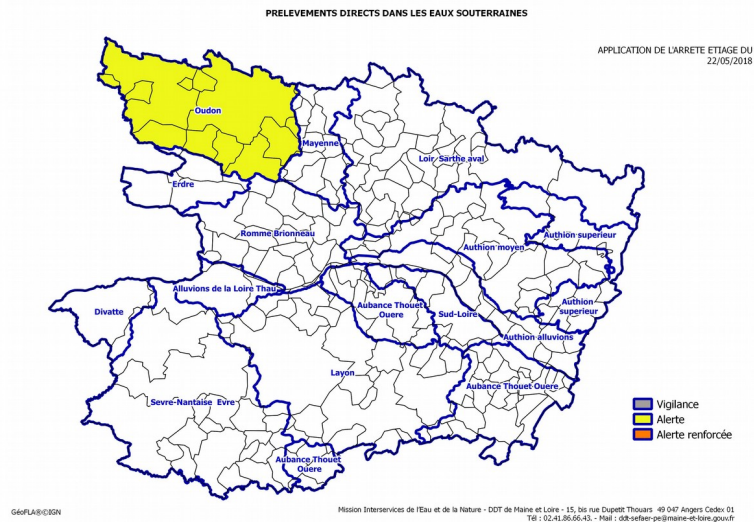 PRELEVEMENTS DIRECTS DANS LES EAUX SOUTERRAINES
APPLICATION DE L'ARRETE ETIAGE DU
22/05/2018
Oudon
Mayenne
Loir Sarthe aval
Erdre
Romme Brionneau
Authion superieur
Authion moyen
Alluvions de la Loire Thau
Aubance Thouet
Ouere
Authion
superieur
Divatte
Sud-Loire
Authion alluvions
Layon
Aubance Thouet Ouere
Sevre-Nantaise Evre
Aubance Thouet
Ouere
Vigilance
Alerte
Alerte renforcée
GéoFLA®©IGN
Mission Interservices de l'Eau et de la Nature - DDT de Maine et Loire - 15, bis rue Dupetit Thouars 49 047 Angers Cedex 01
Tél : 02.41.86.66.43. - Mail : ddt-sefaer-pe@maine-et-loire.gouv.fr